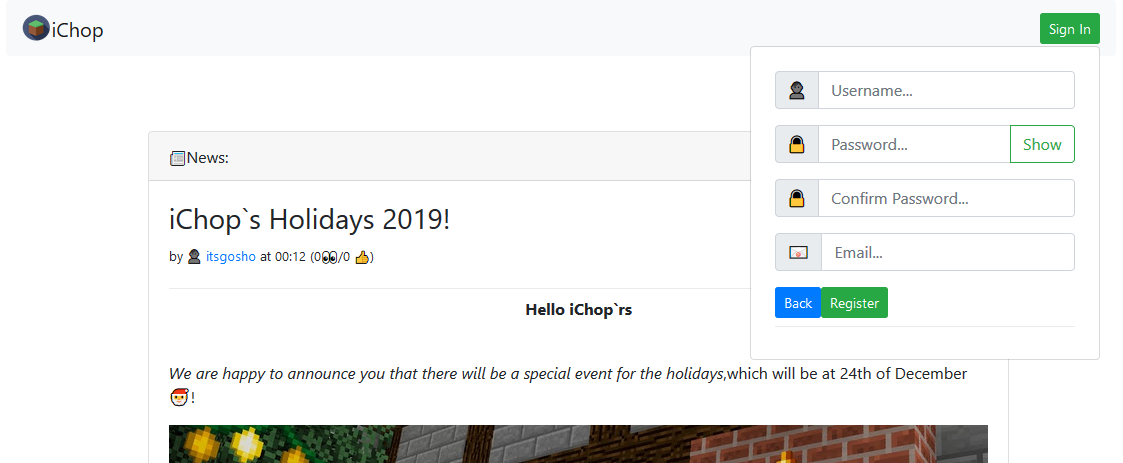 iChop
Sign In
Username...
Password...
Show
Confirm Password...
Email...
Back
Register
News:
iChop`s Holidays 2019!
by itsgosho at 00:12 (0👀/0 👍)
Hello iChop`rs
We are happy to announce you that there will be a special event for the holidays,which will be at 24th of December
🎅!